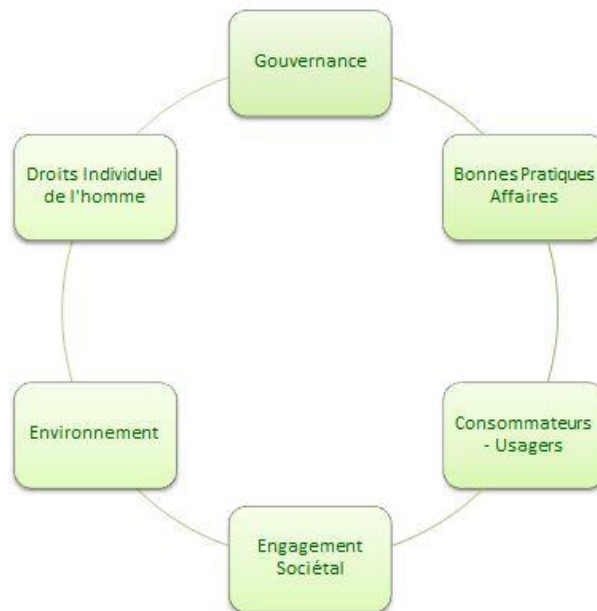 Gouvernance
Droits Individuel
de l'homme
Bonnes Pratiques
Affaires
Environnement
Consommateurs
- Usagers
Engagement
Sociétal